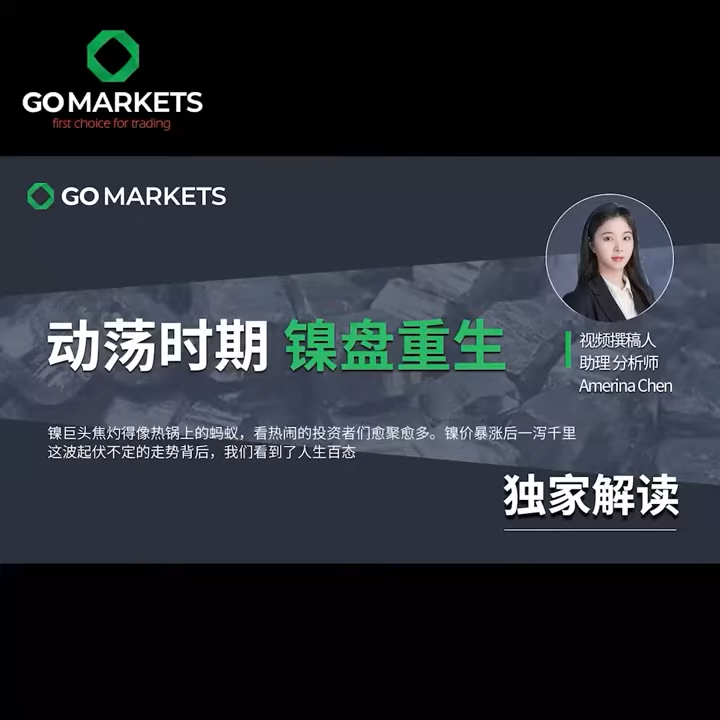 GO MARKETS
first choice for trading
GO MARKETS
动荡时期 镍盘重生
视频撰稿人
助理分析师
Amerina Chen
镍巨头焦灼得像热锅上的蚂蚁，看热闹的投资者们愈聚愈多。镍价暴涨后一泻千里
这波起伏不定的走势背后，我们看到了人生百态
独家解读